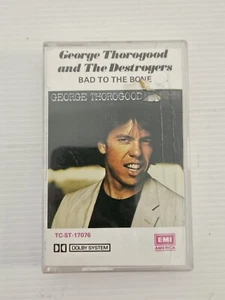 George Thorogood
and The Destroyers
BAD TO THE BONE
GEORGE THOROGOOD
TC-ST-17076
DOLBY SYSTEM
EMI
AMERICA